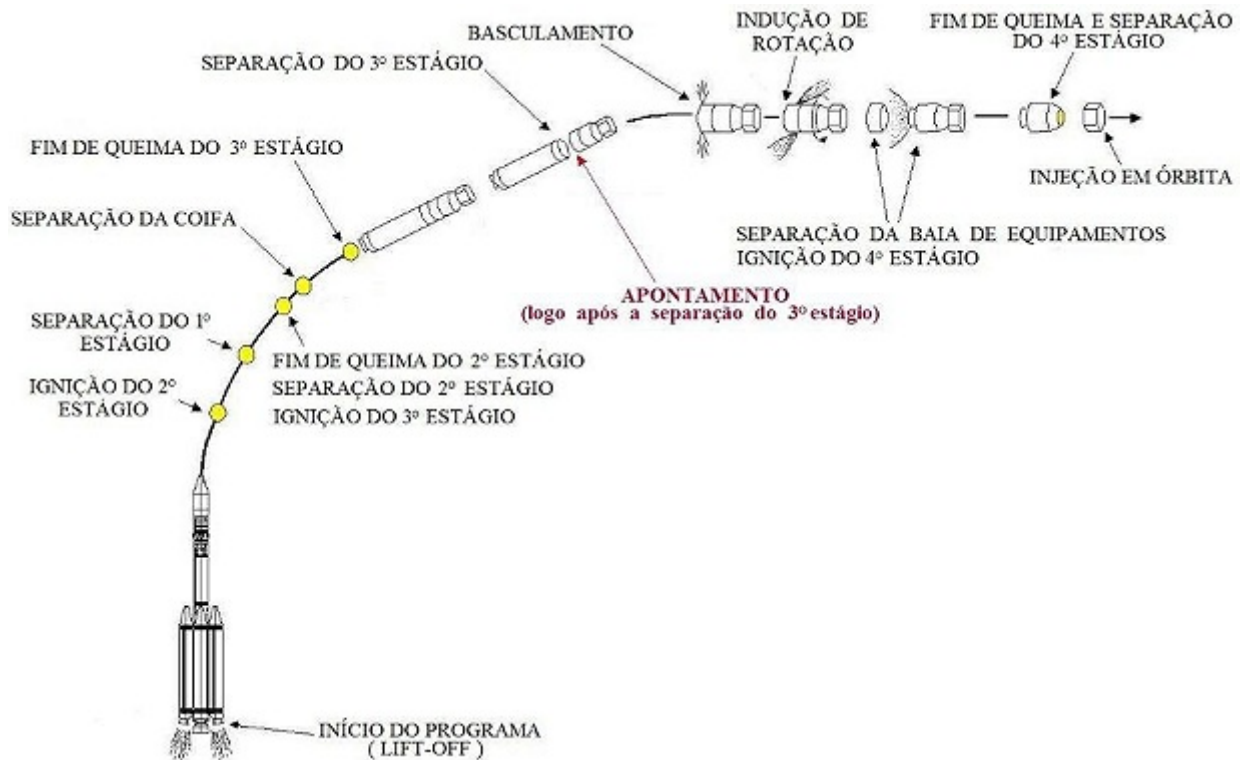 BASCULAMENTO
INDUÇÃO DE
ROTAÇÃO
FIM DE QUEIMA E SEPARAÇÃO
DO 4º ESTÁGIO
SEPARAÇÃO DO 3º ESTÁGIO
FIM DE QUEIMA DO 3º ESTÁGIO
INJEÇÃO EM ÓRBITA
SEPARAÇÃO DA COIFA
SEPARAÇÃO DA BAIA DE EQUIPAMENTOS
IGNIÇÃO DO 4º ESTÁGIO
APONTAMENTO
(logo após a separação do 3º estágio)
SEPARAÇÃO DO 1º
ESTÁGIO
FIM DE QUEIMA DO 2º ESTÁGIO
SEPARAÇÃO DO 2º ESTÁGIO
IGNIÇÃO DO 3º ESTÁGIO
IGNIÇÃO DO 2º
ESTÁGIO
INÍCIO DO PROGRAMA
( LIFT-OFF )